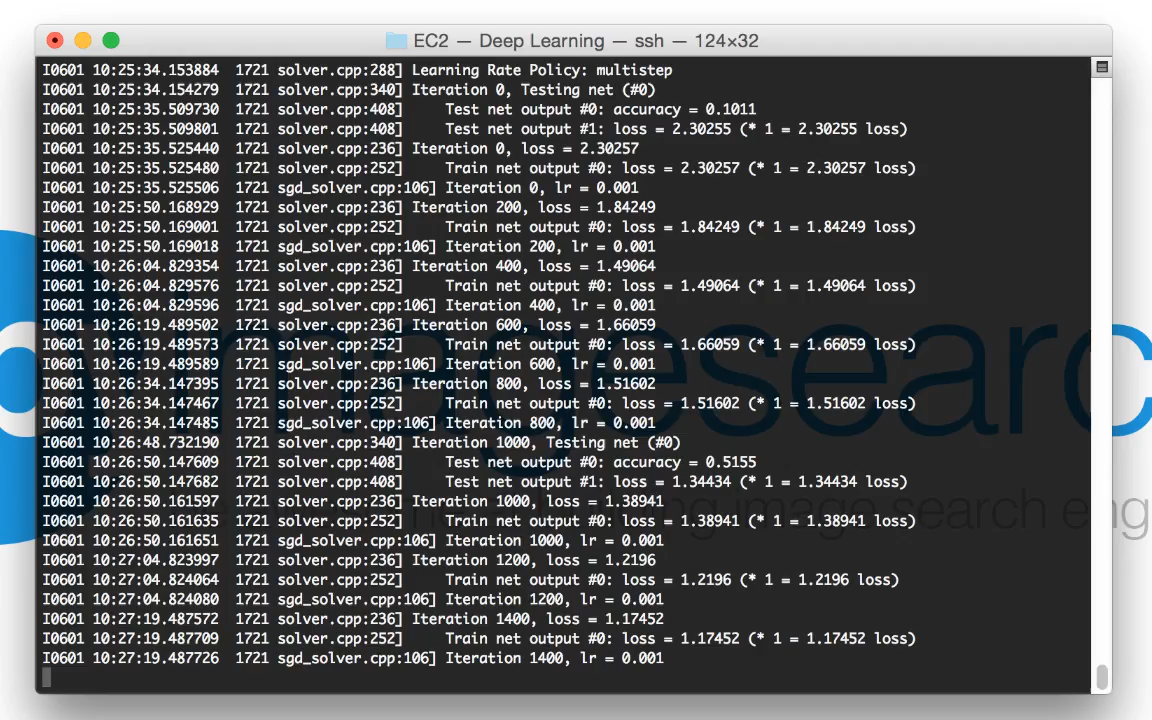 EC2 — Deep Learning — ssh — 124×32
I0601 10:25:34.153884  1721 solver.cpp:288] Learning Rate Policy: multistep
I0601 10:25:34.154279  1721 solver.cpp:340] Iteration 0, Testing net (#0)
I0601 10:25:35.509730  1721 solver.cpp:408]     Test net output #0: accuracy = 0.1011
I0601 10:25:35.509801  1721 solver.cpp:408]     Test net output #1: loss = 2.30255 (* 1 = 2.30255 loss)
I0601 10:25:35.525440  1721 solver.cpp:236] Iteration 0, loss = 2.30257
I0601 10:25:35.525480  1721 solver.cpp:252]     Train net output #0: loss = 2.30257 (* 1 = 2.30257 loss)
I0601 10:25:35.525506  1721 sgd_solver.cpp:106] Iteration 0, lr = 0.001
I0601 10:25:50.168929  1721 solver.cpp:236] Iteration 200, loss = 1.84249
I0601 10:25:50.169001  1721 solver.cpp:252]     Train net output #0: loss = 1.84249 (* 1 = 1.84249 loss)
I0601 10:25:50.169018  1721 sgd_solver.cpp:106] Iteration 200, lr = 0.001
I0601 10:26:04.829354  1721 solver.cpp:236] Iteration 400, loss = 1.49064
I0601 10:26:04.829576  1721 solver.cpp:252]     Train net output #0: loss = 1.49064 (* 1 = 1.49064 loss)
I0601 10:26:04.829596  1721 sgd_solver.cpp:106] Iteration 400, lr = 0.001
I0601 10:26:19.489502  1721 solver.cpp:236] Iteration 600, loss = 1.66059
I0601 10:26:19.489573  1721 solver.cpp:252]     Train net output #0: loss = 1.66059 (* 1 = 1.66059 loss)
I0601 10:26:19.489589  1721 sgd_solver.cpp:106] Iteration 600, lr = 0.001
I0601 10:26:34.147395  1721 solver.cpp:236] Iteration 800, loss = 1.51602
I0601 10:26:34.147467  1721 solver.cpp:252]     Train net output #0: loss = 1.51602 (* 1 = 1.51602 loss)
I0601 10:26:34.147485  1721 sgd_solver.cpp:106] Iteration 800, lr = 0.001
I0601 10:26:48.732190  1721 solver.cpp:340] Iteration 1000, Testing net (#0)
I0601 10:26:50.147609  1721 solver.cpp:408]     Test net output #0: accuracy = 0.5155
I0601 10:26:50.147682  1721 solver.cpp:408]     Test net output #1: loss = 1.34434 (* 1 = 1.34434 loss)
I0601 10:26:50.161597  1721 solver.cpp:236] Iteration 1000, loss = 1.38941
I0601 10:26:50.161635  1721 solver.cpp:252]     Train net output #0: loss = 1.38941 (* 1 = 1.38941 loss)
I0601 10:26:50.161651  1721 sgd_solver.cpp:106] Iteration 1000, lr = 0.001
I0601 10:27:04.823997  1721 solver.cpp:236] Iteration 1200, loss = 1.2196
I0601 10:27:04.824064  1721 solver.cpp:252]     Train net output #0: loss = 1.2196 (* 1 = 1.2196 loss)
I0601 10:27:04.824080  1721 sgd_solver.cpp:106] Iteration 1200, lr = 0.001
I0601 10:27:19.487572  1721 solver.cpp:236] Iteration 1400, loss = 1.17452
I0601 10:27:19.487709  1721 solver.cpp:252]     Train net output #0: loss = 1.17452 (* 1 = 1.17452 loss)
I0601 10:27:19.487726  1721 sgd_solver.cpp:106] Iteration 1400, lr = 0.001
imagesearc
image search eng